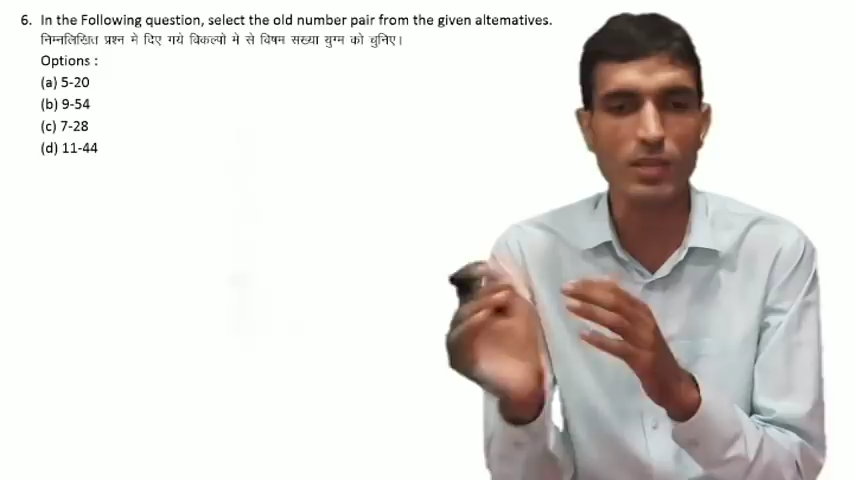 6. In the Following question, select the old number pair from the given altematives.
निम्नलिखित प्रश्न मे दिए गये विकल्पो मे से विषम सख्या युग्म को चुनिए।
Options :
(a) 5-20
(b) 9-54
(c) 7-28
(d) 11-44